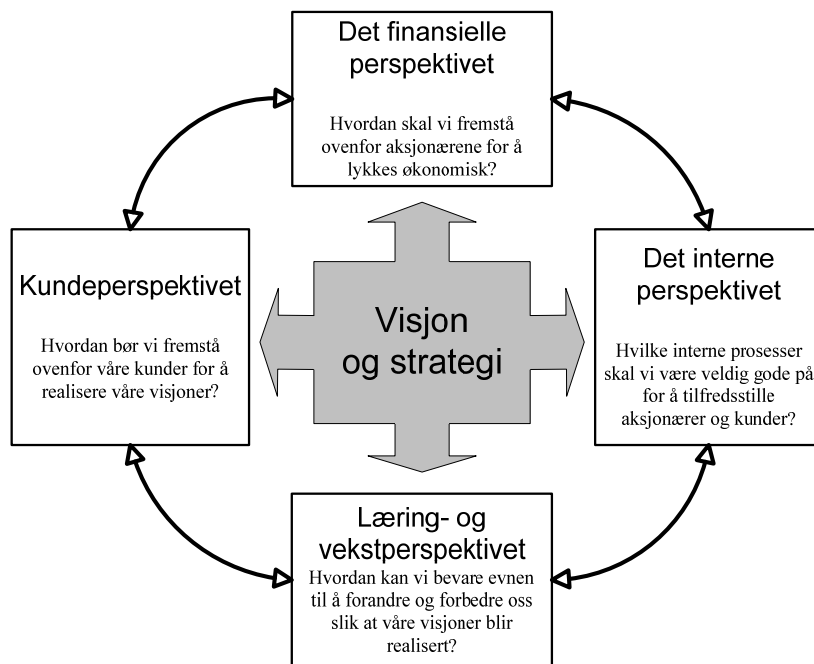 Det finansielle
perspektivet
Hvordan skal vi fremstå
ovenfor aksjonærene for å
lykkes økonomisk?
Kundeperspektivet
Hvordan bør vi fremstå
ovenfor våre kunder for å
realisere våre visjoner?
Visjon
og strategi
Det interne
perspektivet
Hvilke interne prosesser
skal vi være veldig gode på
for å tilfredsstille
aksjonærer og kunder?
Læring- og
vekstperspektivet
Hvordan kan vi bevare evnen
til å forandre og forbedre oss
slik at våre visjoner blir
realisert?